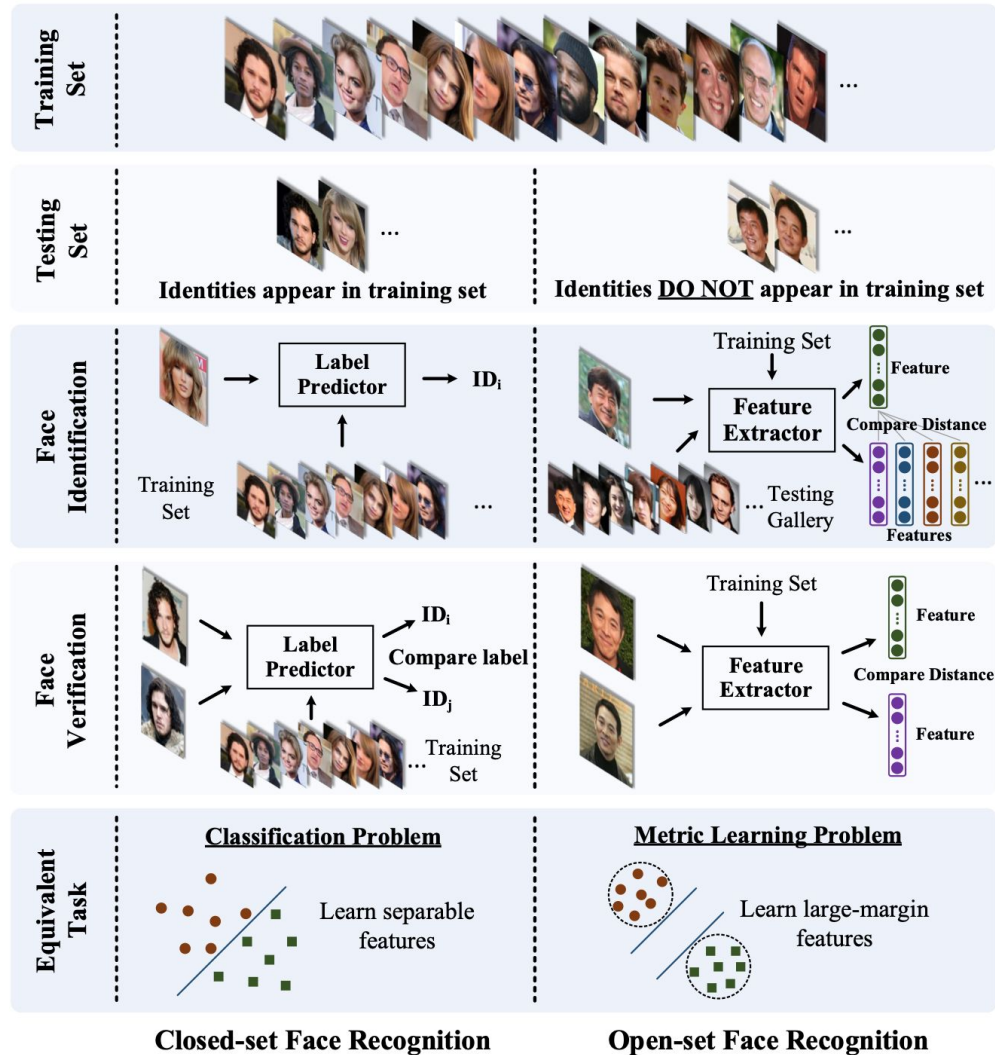 Training
Set
...
Testing
Set
...
Identities appear in training set
...
Identities DO NOT appear in training set
Face
Identification
Label
Predictor
IDi
Training
Set
...
Training Set
Feature
Extractor
Feature
Compare Distance
... Testing
Gallery
...
Features
Face
Verification
Label
Predictor
IDi
Compare label
IDj
... Training
Set
Training Set
Feature
Extractor
Feature
Compare Distance
Feature
Equivalent
Task
Classification Problem
Learn separable
features
Metric Learning Problem
Learn large-margin
features
Closed-set Face Recognition
Open-set Face Recognition